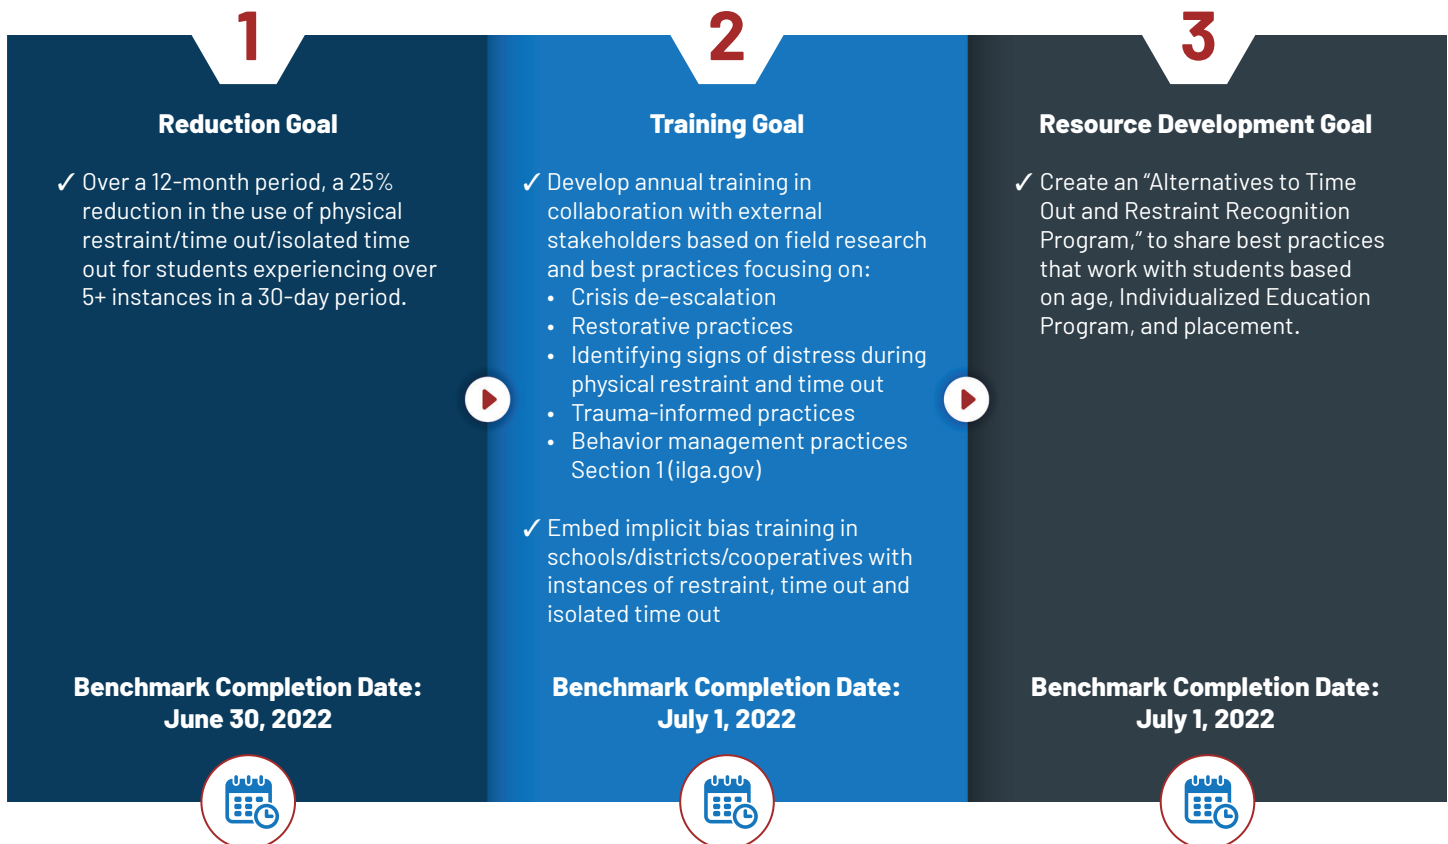 1
Reduction Goal
✓ Over a 12-month period, a 25%
reduction in the use of physical
restraint/time out/isolated time
out for students experiencing over
5+ instances in a 30-day period.
Benchmark Completion Date:
June 30, 2022
2
Training Goal
✓ Develop annual training in
collaboration with external
stakeholders based on field research
and best practices focusing on:
• Crisis de-escalation
• Restorative practices
• Identifying signs of distress during
physical restraint and time out
• Trauma-informed practices
• Behavior management practices
Section 1 (ilga.gov)
✓ Embed implicit bias training in
schools/districts/cooperatives with
instances of restraint, time out and
isolated time out
Benchmark Completion Date:
July 1, 2022
3
Resource Development Goal
✓ Create an “Alternatives to Time
Out and Restraint Recognition
Program,” to share best practices
that work with students based
on age, Individualized Education
Program, and placement.
Benchmark Completion Date:
July 1, 2022